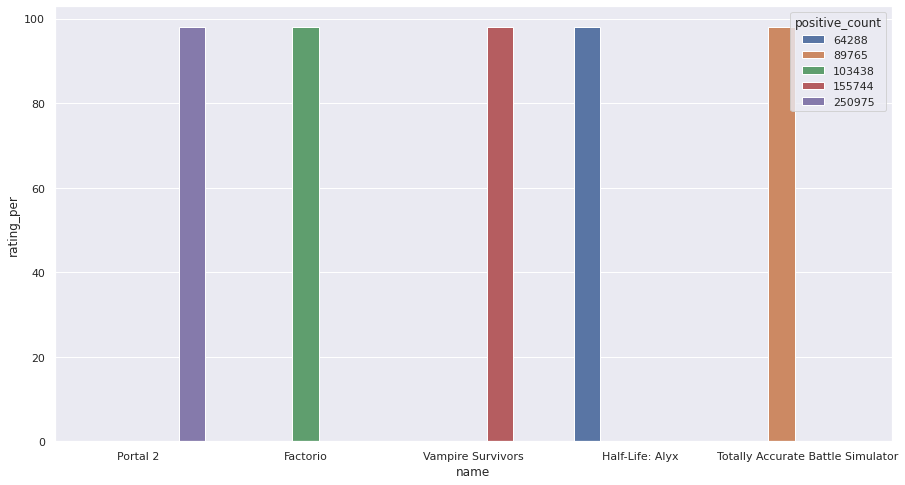 positive_count
64288
89765
103438
155744
250975
100
80
60
40
20
0
rating_per
Portal 2 Factorio Vampire Survivors Half-Life: Alyx Totally Accurate Battle Simulator
name